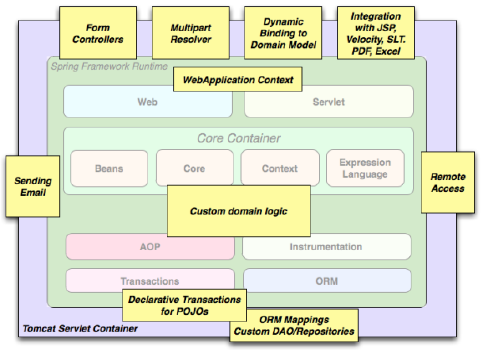 Form
Controllers
Multipart
Resolver
Dynamic
Binding to
Domain Model
Integration
with JSP,
Velocity, SLT.
PDF, Excel
Spring Framework Runtime
WebApplication Context
Web
Servlet
Core Container
Beans
Core
Context
Expression
Language
Sending
Email
Remote
Access
Custom domain logic
AOP
Instrumentation
Transactions
ORM
Declarative Transactions
for POJOs
ORM Mappings
Custom DAO/Repositories
Tomcat Servlet Container